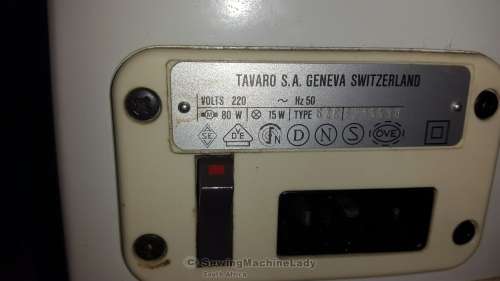 TAVARO S.A. GENEVA SWITZERLAND
VOLTS 220 ~ Hz 50
M 80 W 15 W TYPE
SE DE N D N S ÖVE
© SewingMachineLady
South Africa